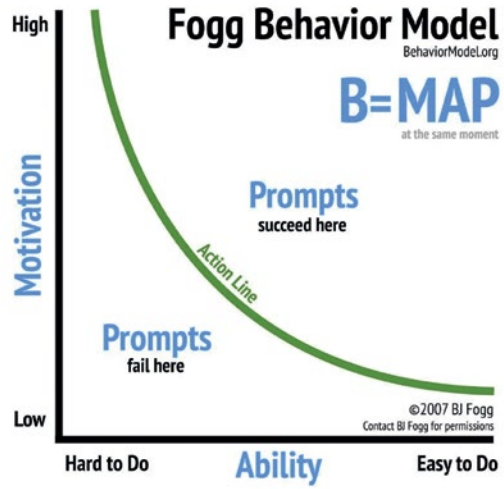 High
Fogg Behavior Model
BehaviorModel.org
B=MAP
at the same moment
Motivation
Prompts
succeed here
Action Line
Prompts
fail here
Low
©2007 BJ Fogg
Contact BJ Fogg for permissions
Hard to Do
Ability
Easy to Do